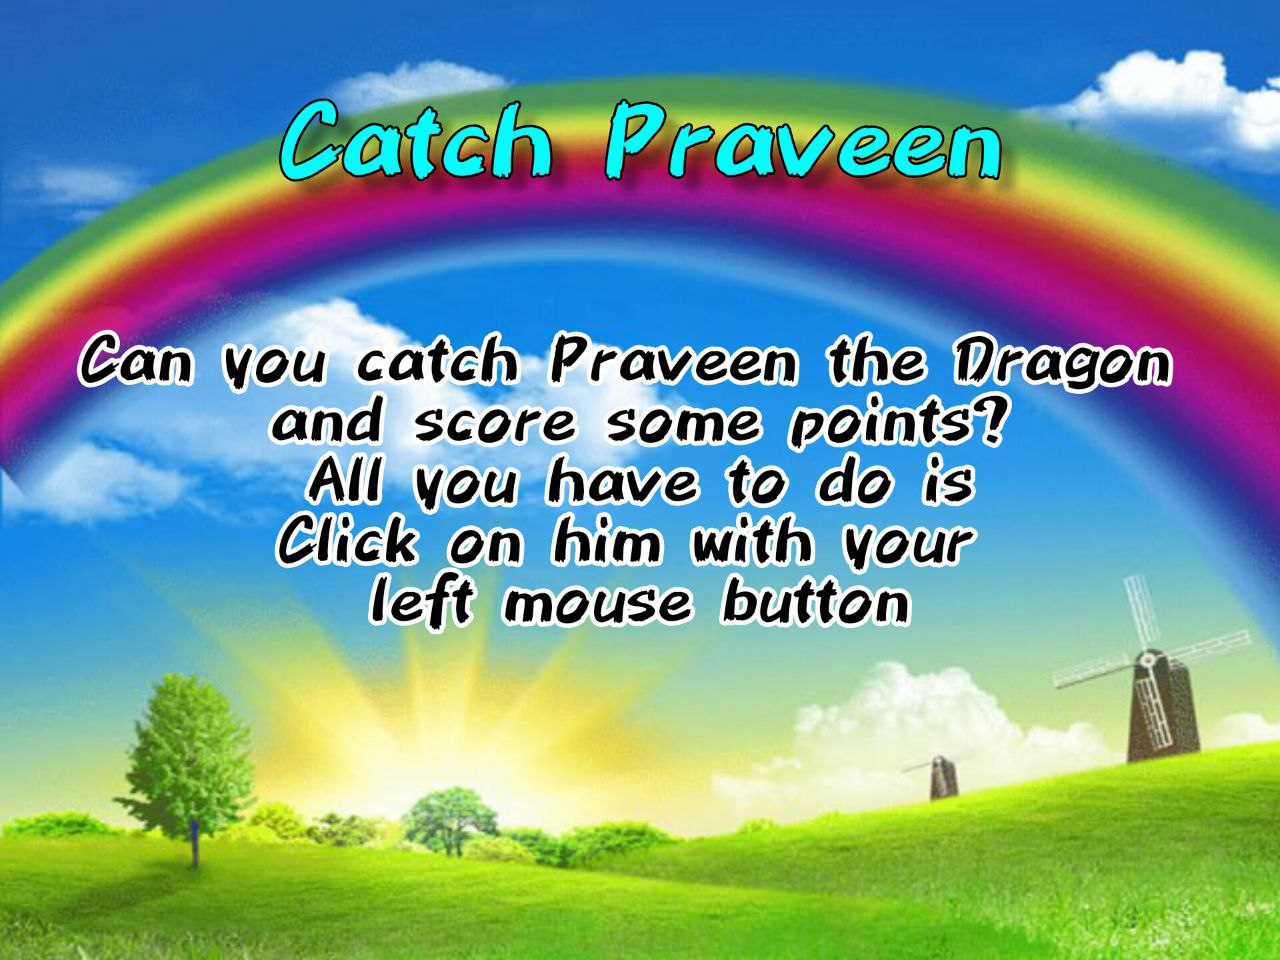 Catch Praveen
Can you catch Praveen the Dragon
and score some points?
All you have to do is
Click on him with your
left mouse button